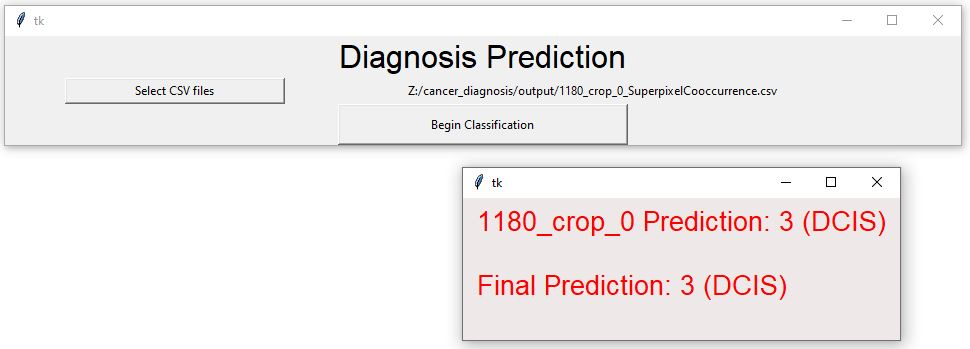 tk
Diagnosis Prediction
Select CSV files
Z:/cancer_diagnosis/output/1180_crop_0_SuperpixelCooccurrence.csv
Begin Classification
tk
1180_crop_0 Prediction: 3 (DCIS)
Final Prediction: 3 (DCIS)